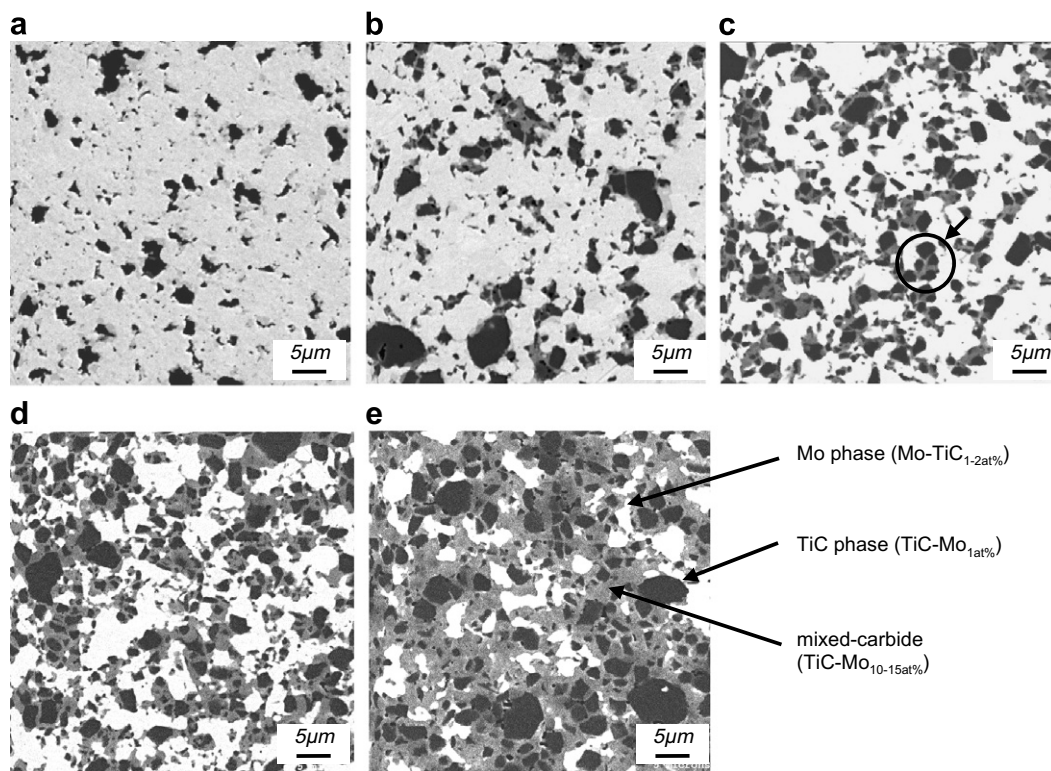 a
b
c
5μm
5μm
5μm
d
e
Mo phase (Mo-TiC1-2at%)
TiC phase (TiC-Mo1at%)
mixed-carbide
(TiC-Mo10-15at%)
5μm
5μm